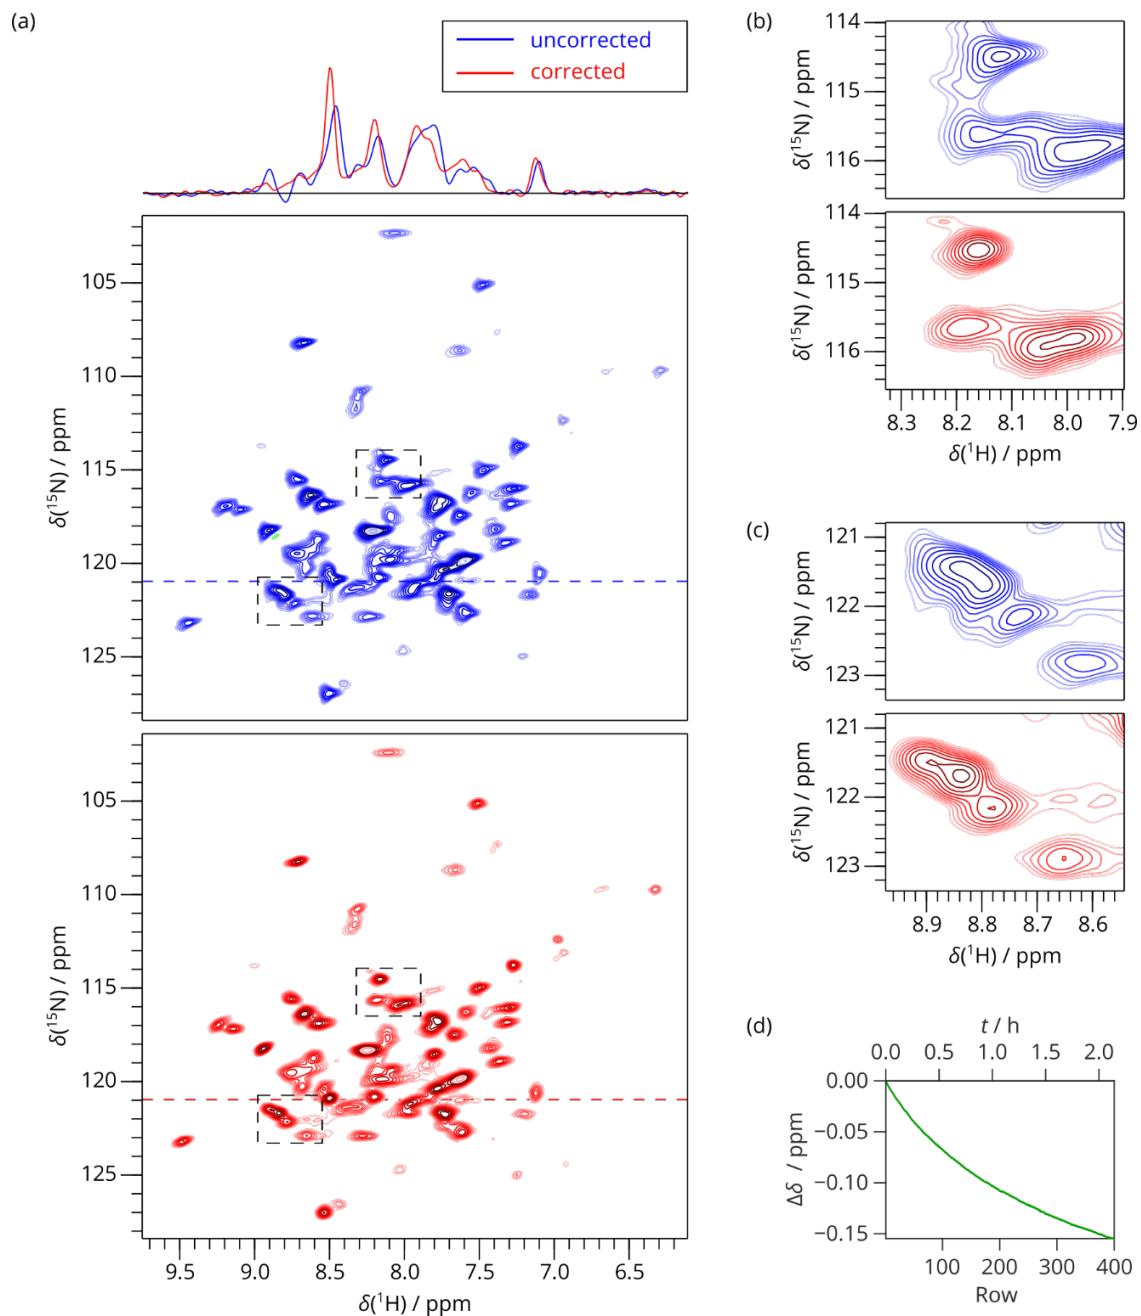 (a)
uncorrected
corrected
105
110
115
120
125
δ(¹⁵N) / ppm
105
110
115
120
125
δ(¹⁵N) / ppm
9.5 9.0 8.5 8.0 7.5 7.0 6.5
δ(¹H) / ppm
(b)
114
115
116
δ(¹⁵N) / ppm
114
115
116
δ(¹⁵N) / ppm
8.3 8.2 8.1 8.0 7.9
δ(¹H) / ppm
(c)
121
122
123
δ(¹⁵N) / ppm
121
122
123
δ(¹⁵N) / ppm
8.9 8.8 8.7 8.6
δ(¹H) / ppm
(d)
t / h
0.0 0.5 1.0 1.5 2.0
0.00
−0.05
−0.10
−0.15
Δδ / ppm
100 200 300 400
Row